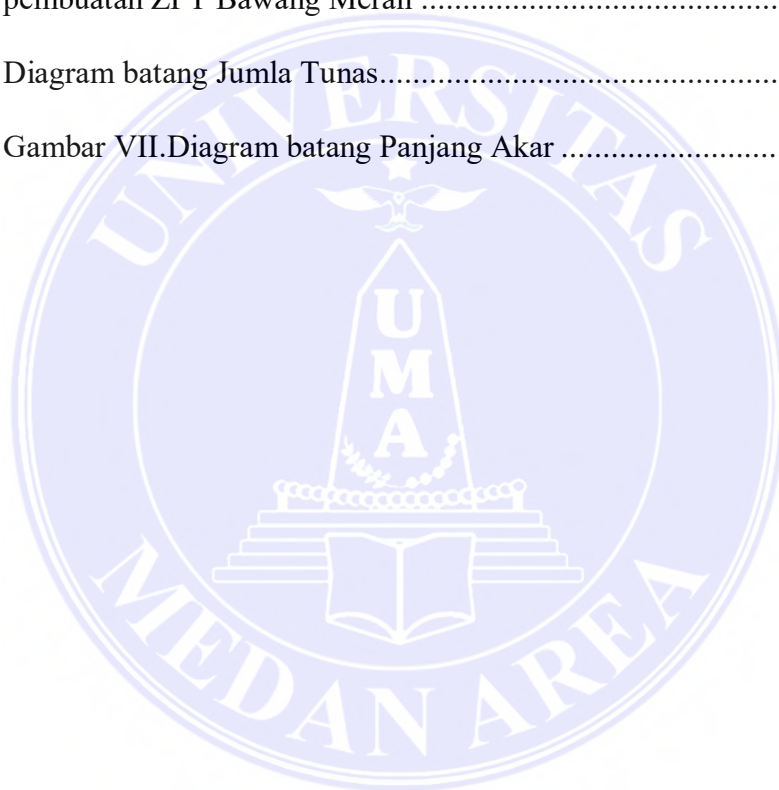 pembuatan ZPT Bawang Merah ........................................
Diagram batang Jumla Tunas.............................................
Gambar VII.Diagram batang Panjang Akar ..........................
UNIVERSITAS
UMA
MEDAN AREA